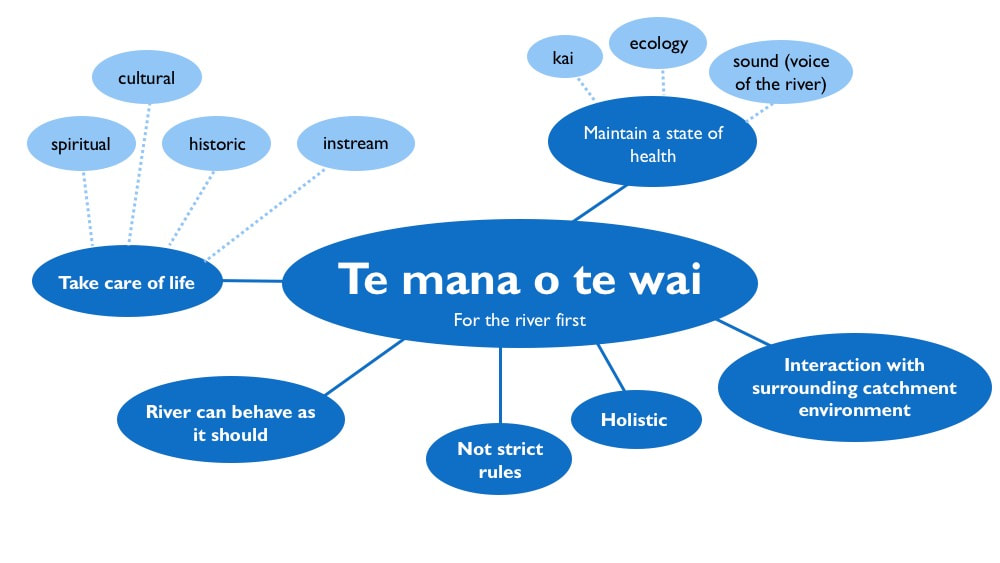 kai
ecology
sound (voice
of the river)
cultural
spiritual
historic
instream
Maintain a state of
health
Take care of life
Te mana o te wai
For the river first
River can behave as
it should
Not strict
rules
Holistic
Interaction with
surrounding catchment
environment